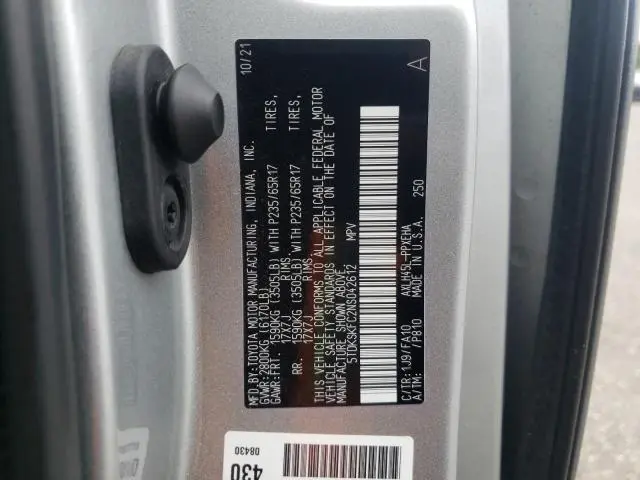 MFD.BY:TOYOTA MOTOR MANUFACTURING, INDIANA, INC. 10/21
GVWR:2800KG (6170LB)
GAWR:FRT. 1590KG (3505LB) WITH P235/65R17 TIRES,
17X7J RIMS
RR. 1590KG (3505LB) WITH P235/65R17 TIRES,
17X7J RIMS
THIS VEHICLE CONFORMS TO ALL APPLICABLE FEDERAL MOTOR
VEHICLE SAFETY STANDARDS IN EFFECT ON THE DATE OF
MANUFACTURE SHOWN ABOVE.
5TDKSKFC2NS042612 MPV
A
C/TR:1J9/FA10 AXLH45L-PPXEHA
A/TM: /P810 MADE IN U.S.A. 250
08430
430